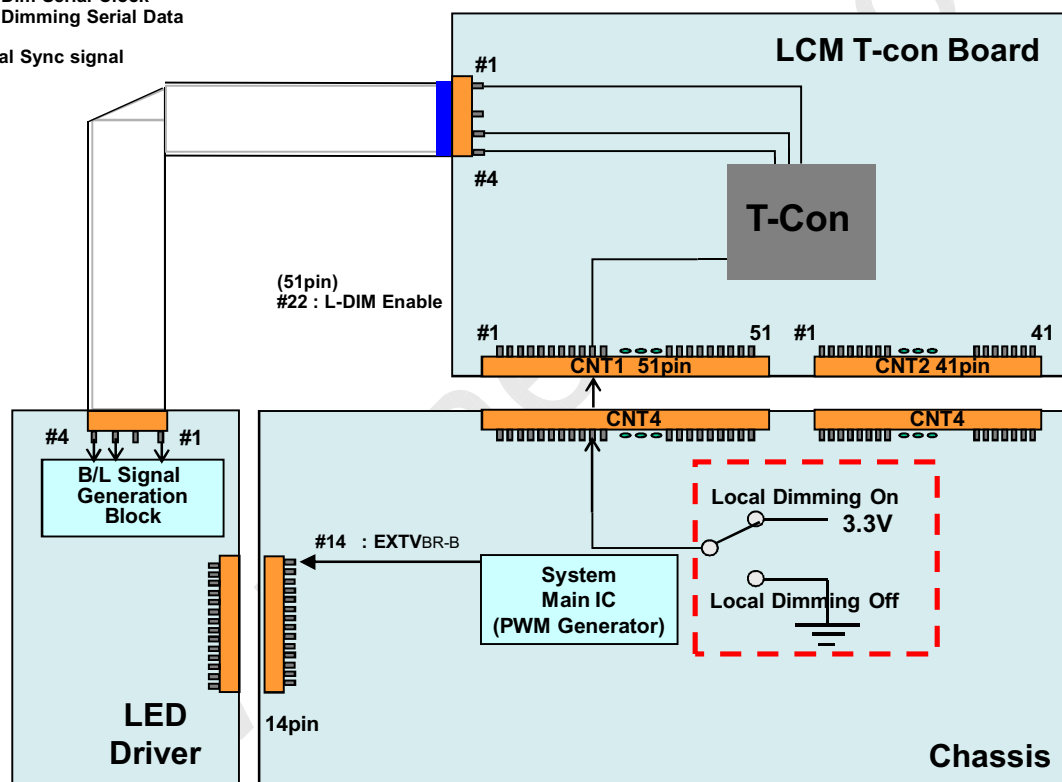 Dimming Serial Data
al Sync signal
LCM T-con Board
#1
#4
T-Con
(51pin)
#22 : L-DIM Enable
#1
51
#1
41
CNT1 51pin
CNT2 41pin
CNT4
CNT4
#4
#1
B/L Signal
Generation
Block
Local Dimming On
3.3V
#14 : EXTVBR-B
System
Main IC
(PWM Generator)
Local Dimming Off
LED
Driver
14pin
Chassis